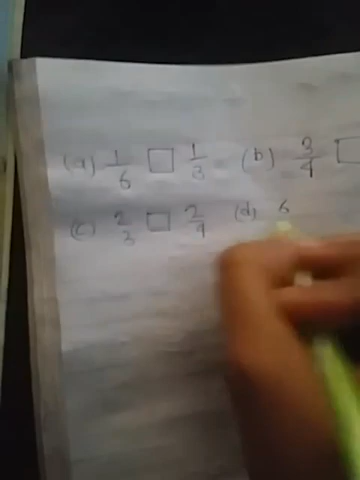 (a) 1/6 □ 1/3 (b) 3/4 □
(c) 2/3 □ 2/4 (d) 6